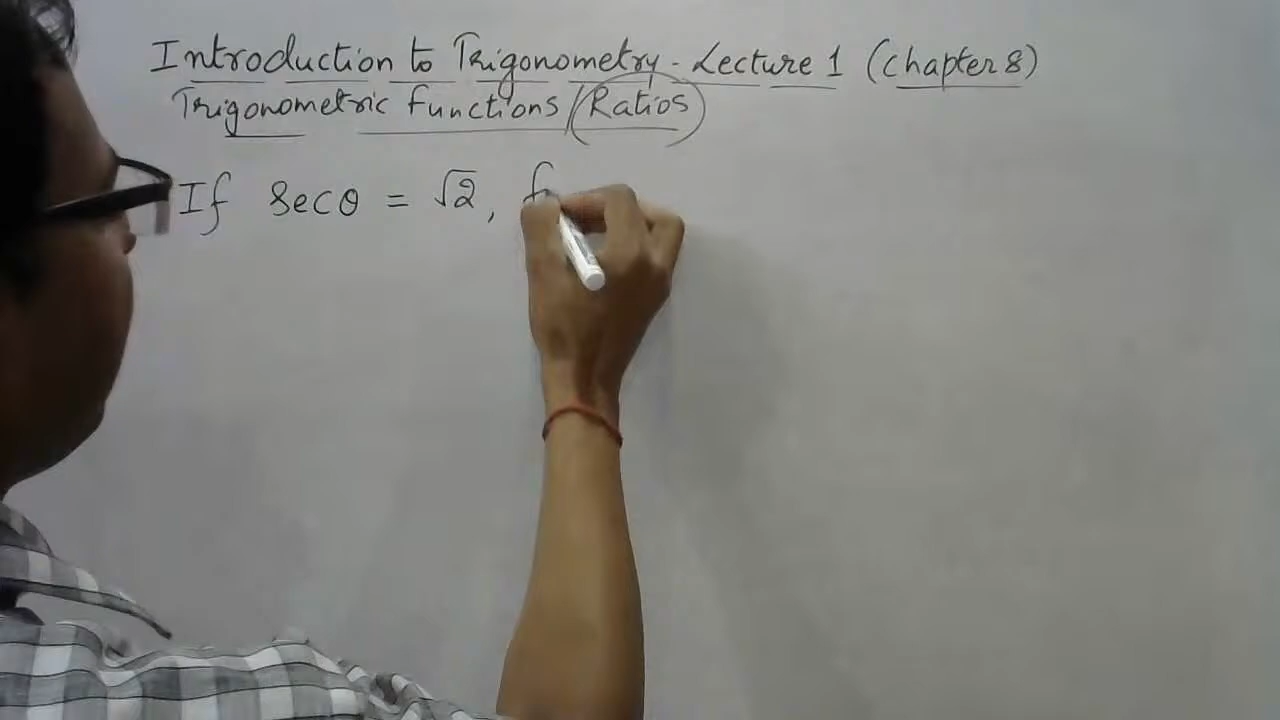 Introduction to Trigonometry - Lecture 1 (Chapter 8)
Trigonometric functions/(Ratios)
If secθ = √2, f